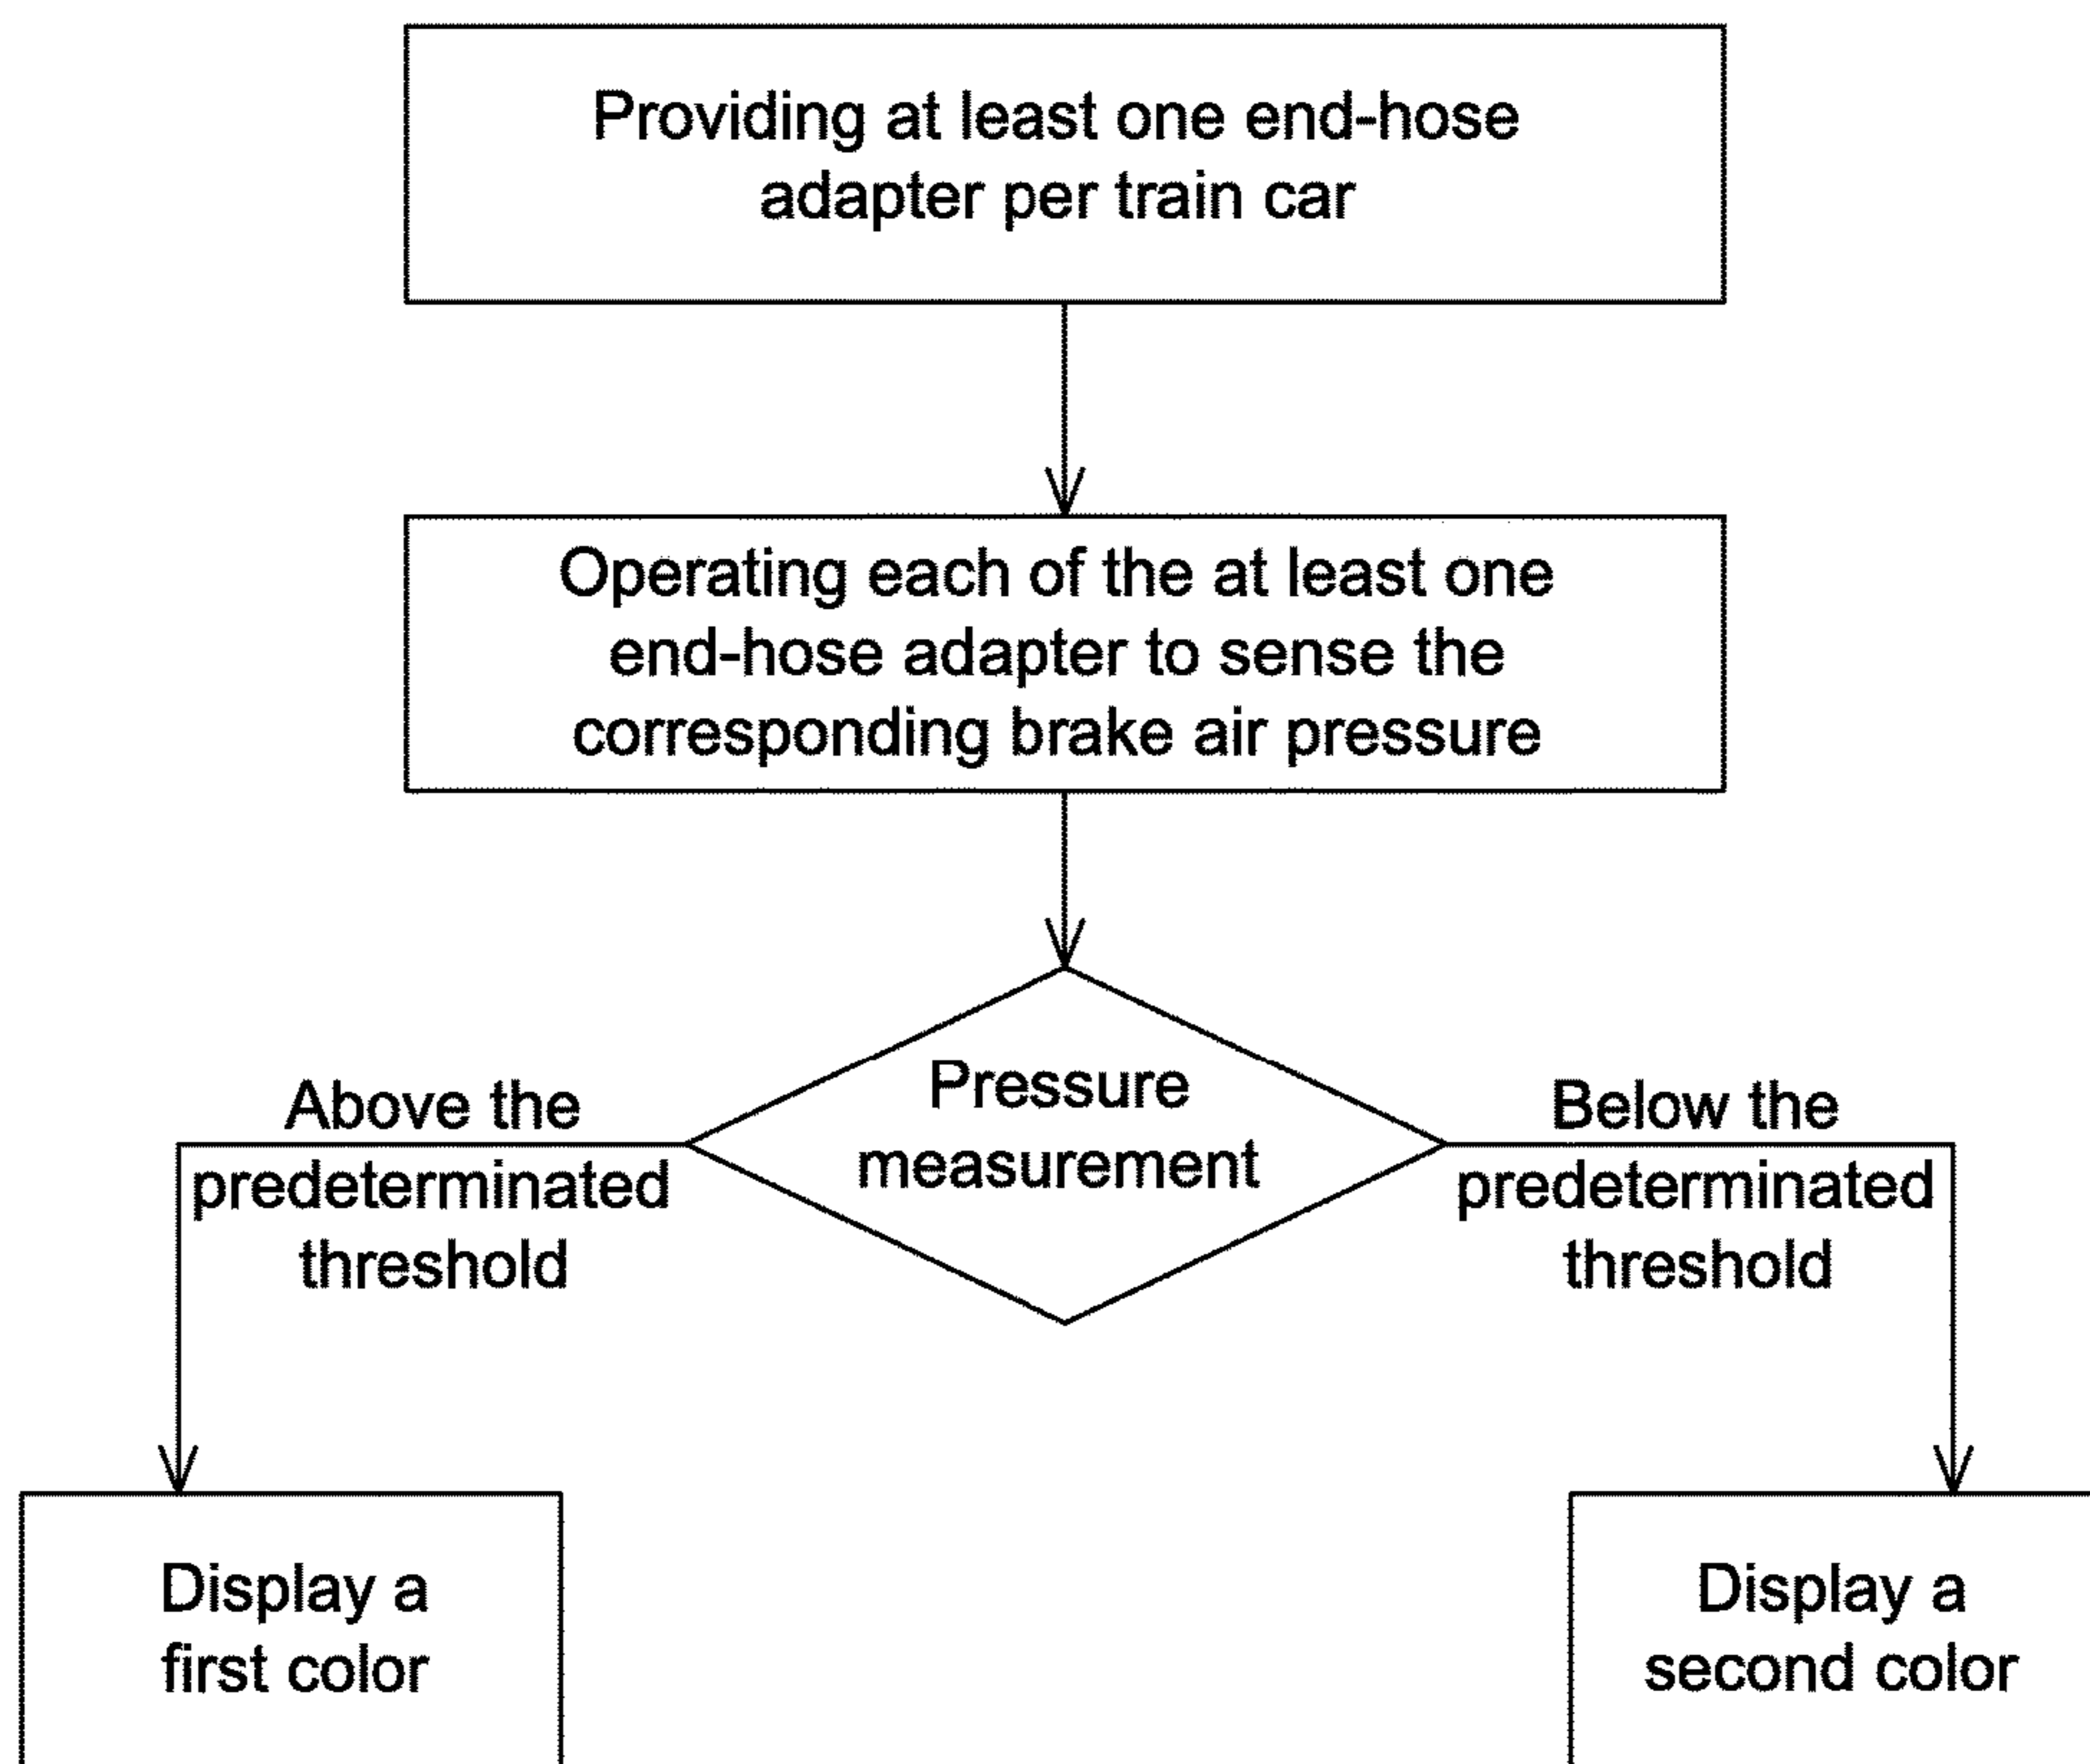 Providing at least one end-hose
adapter per train car
Operating each of the at least one
end-hose adapter to sense the
corresponding brake air pressure
Pressure
measurement
Above the
predeterminated
threshold
Below the
predeterminated
threshold
Display a
first color
Display a
second color